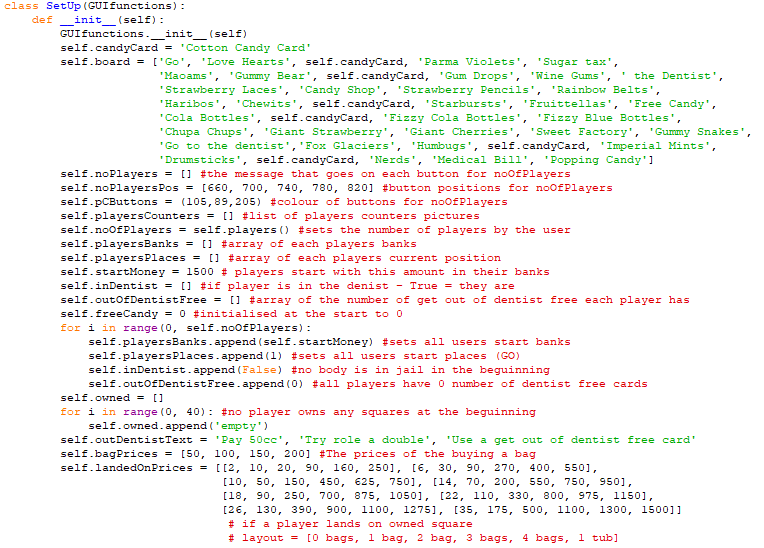 class SetUp(GUIfunctions):
    def __init__(self):
        GUIfunctions.__init__(self)
        self.candyCard = 'Cotton Candy Card'
        self.board = ['Go', 'Love Hearts', self.candyCard, 'Parma Violets', 'Sugar tax',
                      'Maoams', 'Gummy Bear', self.candyCard, 'Gum Drops', 'Wine Gums', ' the Dentist',
                      'Strawberry Laces', 'Candy Shop', 'Strawberry Pencils', 'Rainbow Belts',
                      'Haribos', 'Chewits', self.candyCard, 'Starbursts', 'Fruittellas', 'Free Candy',
                      'Cola Bottles', self.candyCard, 'Fizzy Cola Bottles', 'Fizzy Blue Bottles',
                      'Chupa Chups', 'Giant Strawberry', 'Giant Cherries', 'Sweet Factory', 'Gummy Snakes',
                      'Go to the dentist','Fox Glaciers', 'Humbugs', self.candyCard, 'Imperial Mints',
                      'Drumsticks', self.candyCard, 'Nerds', 'Medical Bill', 'Popping Candy']
        self.noPlayers = [] #the message that goes on each button for noOfPlayers
        self.noPlayersPos = [660, 700, 740, 780, 820] #button positions for noOfPlayers
        self.pCButtons = (105,89,205) #colour of buttons for noOfPlayers
        self.playersCounters = [] #list of players counters pictures
        self.noOfPlayers = self.players() #sets the number of players by the user
        self.playersBanks = [] #array of each players banks
        self.playersPlaces = [] #array of each players current position
        self.startMoney = 1500 # players start with this amount in their banks
        self.inDentist = [] #if player is in the denist - True = they are
        self.outOfDentistFree = [] #array of the number of get out of dentist free each player has
        self.freeCandy = 0 #initialised at the start to 0
        for i in range(0, self.noOfPlayers):
            self.playersBanks.append(self.startMoney) #sets all users start banks
            self.playersPlaces.append(1) #sets all users start places (GO)
            self.inDentist.append(False) #no body is in jail in the beguinning
            self.outOfDentistFree.append(0) #all players have 0 number of dentist free cards
        self.owned = []
        for i in range(0, 40): #no player owns any squares at the beguinning
            self.owned.append('empty')
        self.outDentistText = 'Pay 50cc', 'Try role a double', 'Use a get out of dentist free card'
        self.bagPrices = [50, 100, 150, 200] #The prices of the buying a bag
        self.landedOnPrices = [[2, 10, 20, 90, 160, 250], [6, 30, 90, 270, 400, 550],
                               [10, 50, 150, 450, 625, 750], [14, 70, 200, 550, 750, 950],
                               [18, 90, 250, 700, 875, 1050], [22, 110, 330, 800, 975, 1150],
                               [26, 130, 390, 900, 1100, 1275], [35, 175, 500, 1100, 1300, 1500]]
                                # if a player lands on owned square
                                # layout = [0 bags, 1 bag, 2 bag, 3 bags, 4 bags, 1 tub]